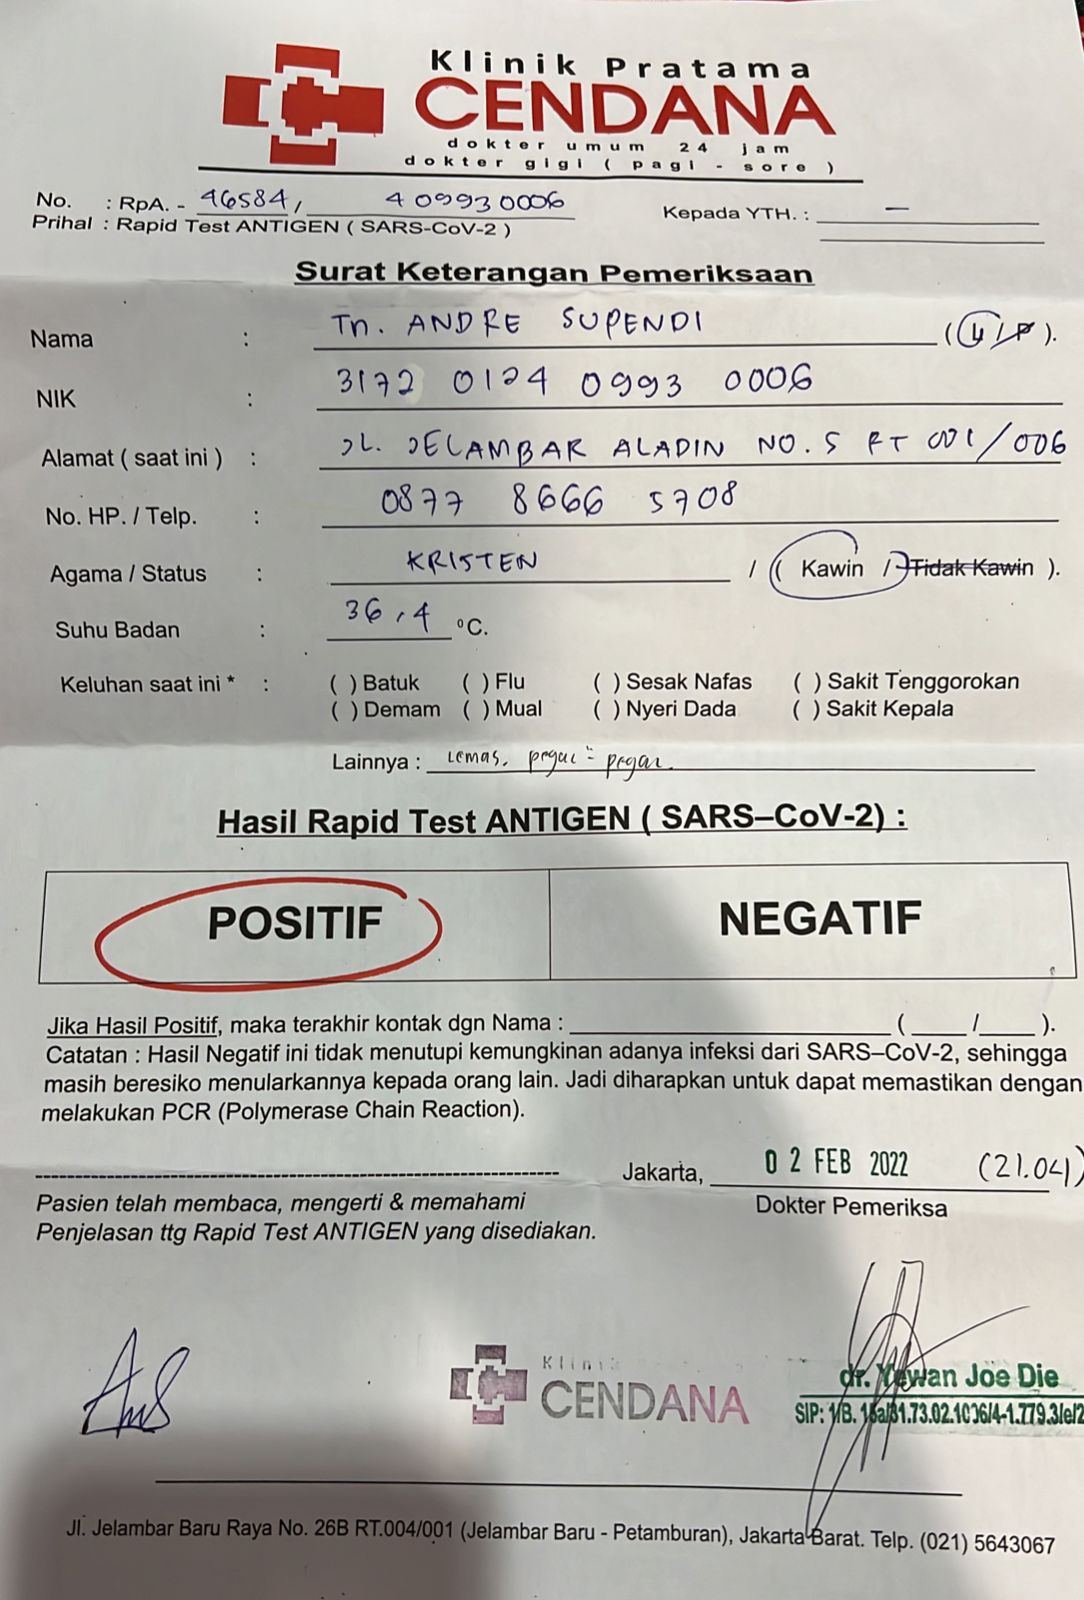 Klinik Pratama
CENDANA
dokter umum 24 jam
dokter gigi ( pagi - sore )
No. : RpA. - 46584, 409930006
Kepada YTH. : —
Prihal : Rapid Test ANTIGEN ( SARS-CoV-2 )
Surat Keterangan Pemeriksaan
Nama : Tn. ANDRE SUPENDI ( L / P ).
NIK : 3172 0124 0993 0006
Alamat ( saat ini ) : JL. JELAMBAR ALADIN NO. 5 RT 001/006
No. HP. / Telp. : 0877 8666 5708
Agama / Status : KRISTEN / ( Kawin / Tidak Kawin ).
Suhu Badan : 36,4 °C.
Keluhan saat ini * : ( ) Batuk ( ) Flu ( ) Sesak Nafas ( ) Sakit Tenggorokan
( ) Demam ( ) Mual ( ) Nyeri Dada ( ) Sakit Kepala
Lainnya : Lemas, pegal - pegal
Hasil Rapid Test ANTIGEN ( SARS–CoV-2) :
POSITIF NEGATIF
Jika Hasil Positif, maka terakhir kontak dgn Nama : ( / ).
Catatan : Hasil Negatif ini tidak menutupi kemungkinan adanya infeksi dari SARS–CoV-2, sehingga
masih beresiko menularkannya kepada orang lain. Jadi diharapkan untuk dapat memastikan dengan
melakukan PCR (Polymerase Chain Reaction).
Jakarta, 02 FEB 2022 (21.04)
Pasien telah membaca, mengerti & memahami
Dokter Pemeriksa
Penjelasan ttg Rapid Test ANTIGEN yang disediakan.
Klinik
CENDANA
dr. Joe Die
SIP:
Jl. Jelambar Baru Raya No. 26B RT.004/001 (Jelambar Baru - Petamburan), Jakarta Barat. Telp. (021) 5643067